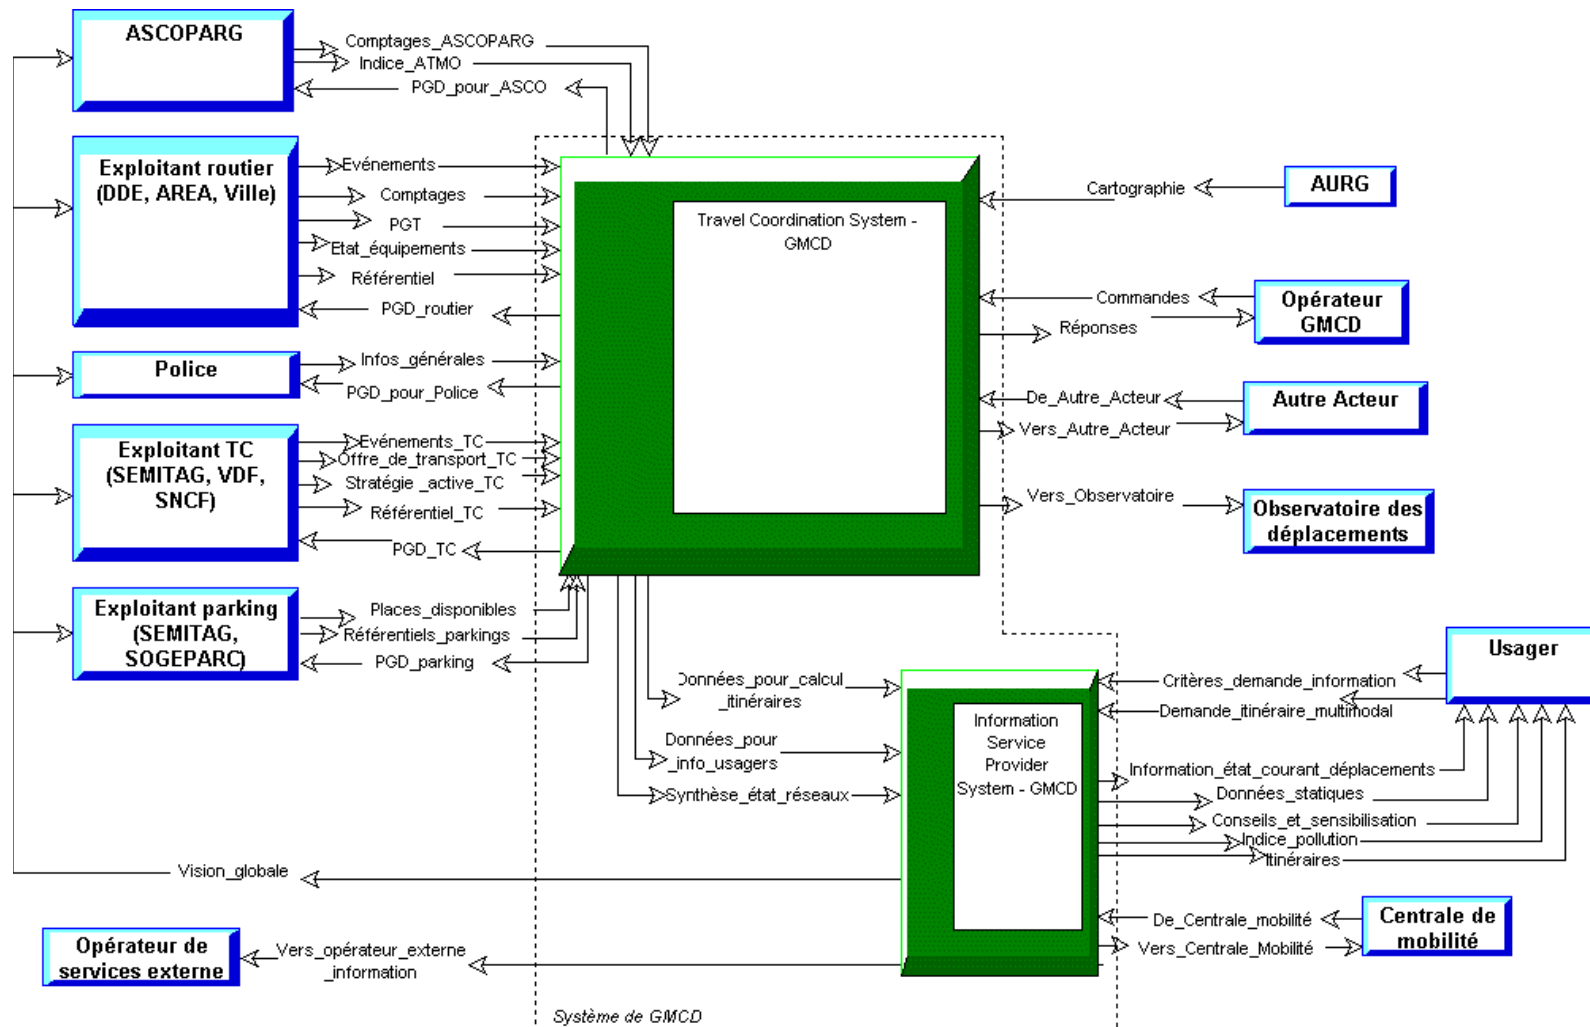 ASCOPARG
Comptages_ASCOPARG
Indice_ATMO
PGD_pour_ASCO
Exploitant routier
(DDE, AREA, Ville)
Evénements
Comptages
PGT
Etat_équipements
Référentiel
PGD_routier
Police
Infos_générales
PGD_pour_Police
Exploitant TC
(SEMITAG, VDF,
SNCF)
Evénements_TC
Offre_de_transport_TC
Stratégie _active_TC
Référentiel_TC
PGD_TC
Exploitant parking
(SEMITAG,
SOGEPARC)
Places_disponibles
Référentiels_parkings
PGD_parking
Travel Coordination System -
GMCD
Cartographie
AURG
Commandes
Réponses
Opérateur
GMCD
De_Autre_Acteur
Vers_Autre_Acteur
Autre Acteur
Vers_Observatoire
Observatoire des
déplacements
Données_pour_calcul
_itinéraires
Données_pour
_info_usagers
Synthèse_état_réseaux
Information
Service
Provider
System - GMCD
Usager
Critères_demande_information
Demande_itinéraire_multimodal
Information_état_courant_déplacements
Données_statiques
Conseils_et_sensibilisation
Indice_pollution
Itinéraires
Vision_globale
De_Centrale_mobilité
Vers_Centrale_Mobilité
Centrale de
mobilité
Opérateur de
services externe
Vers_opérateur_externe
_information
Système de GMCD